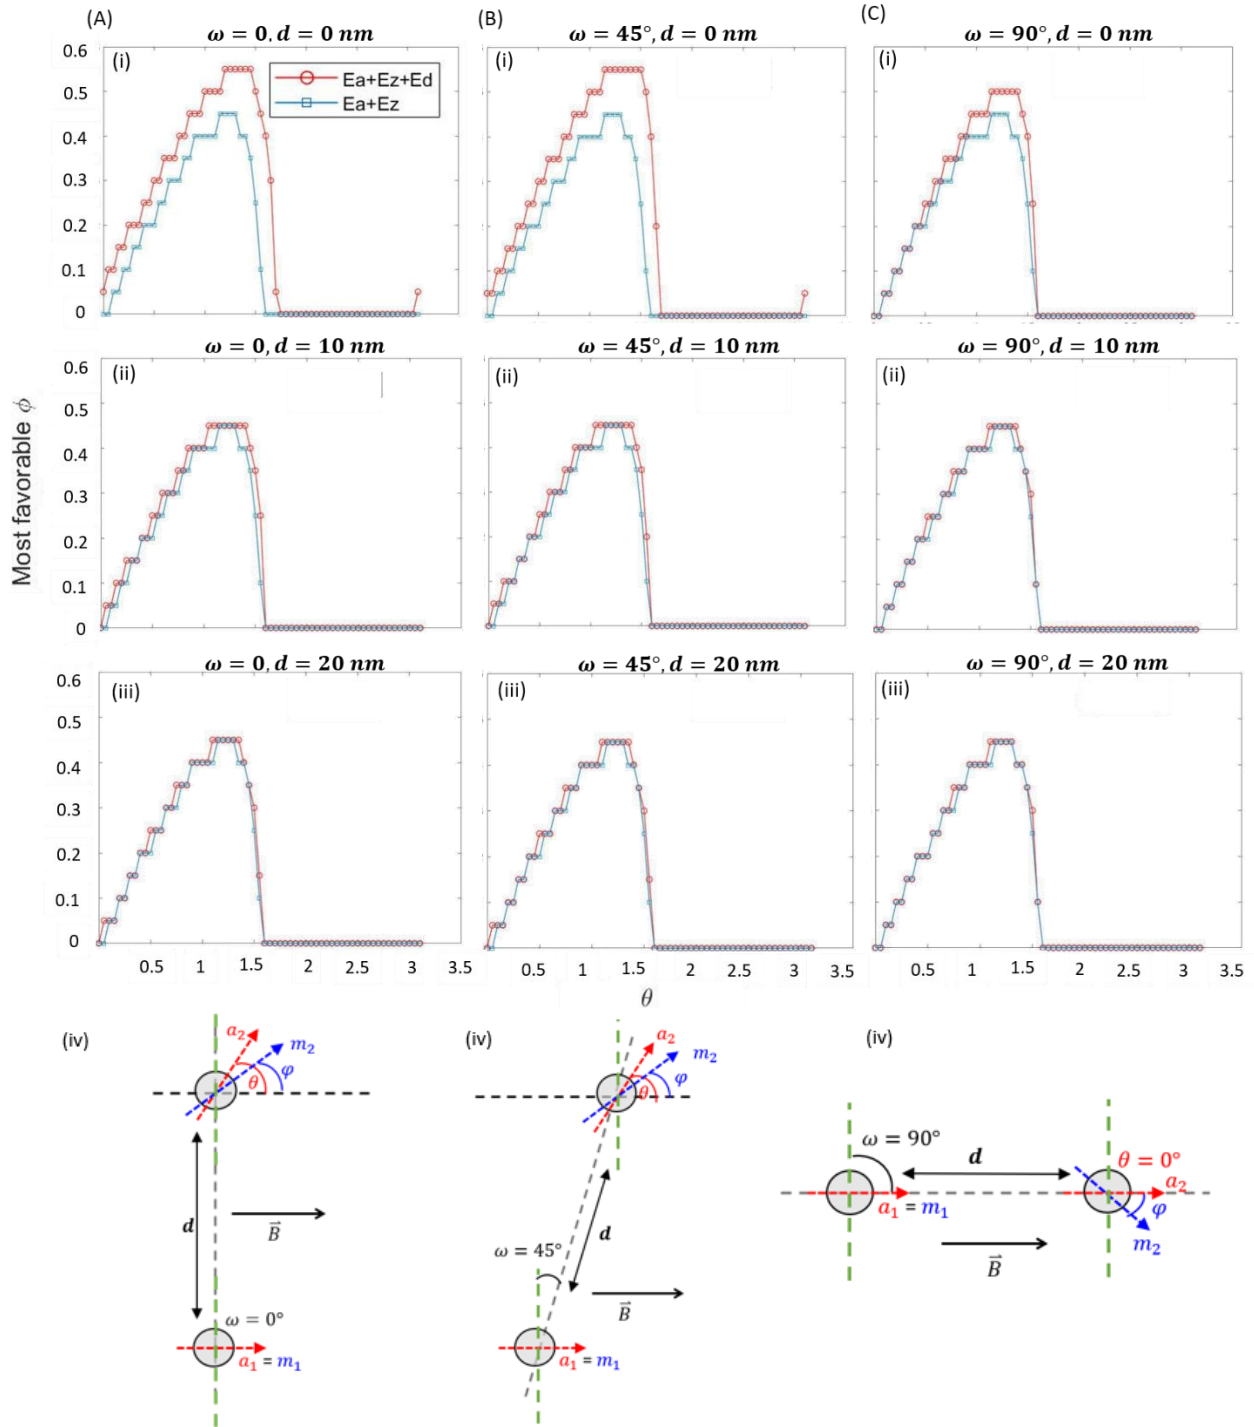 (A)
(B)
(C)
ω = 0, d = 0 nm
ω = 45°, d = 0 nm
ω = 90°, d = 0 nm
0.6
0.5
0.4
0.3
0.2
0.1
0
(i)
Ea+Ez+Ed
Ea+Ez
(i)
(i)
ω = 0, d = 10 nm
ω = 45°, d = 10 nm
ω = 90°, d = 10 nm
0.6
0.5
0.4
0.3
0.2
0.1
0
(ii)
(ii)
(ii)
Most favorable ϕ
ω = 0, d = 20 nm
ω = 45°, d = 20 nm
ω = 90°, d = 20 nm
0.6
0.5
0.4
0.3
0.2
0.1
0
(iii)
(iii)
(iii)
0.5 1 1.5 2 2.5 3 3.5
0.5 1 1.5 2 2.5 3 3.5
0.5 1 1.5 2 2.5 3 3.5
θ
(iv)
a₂
m₂
θ
φ
d
B⃗
ω = 0°
a₁ = m₁
(iv)
a₂
m₂
θ
φ
d
ω = 45°
B⃗
a₁ = m₁
(iv)
ω = 90°
d
θ = 0°
a₂
a₁ = m₁
φ
m₂
B⃗